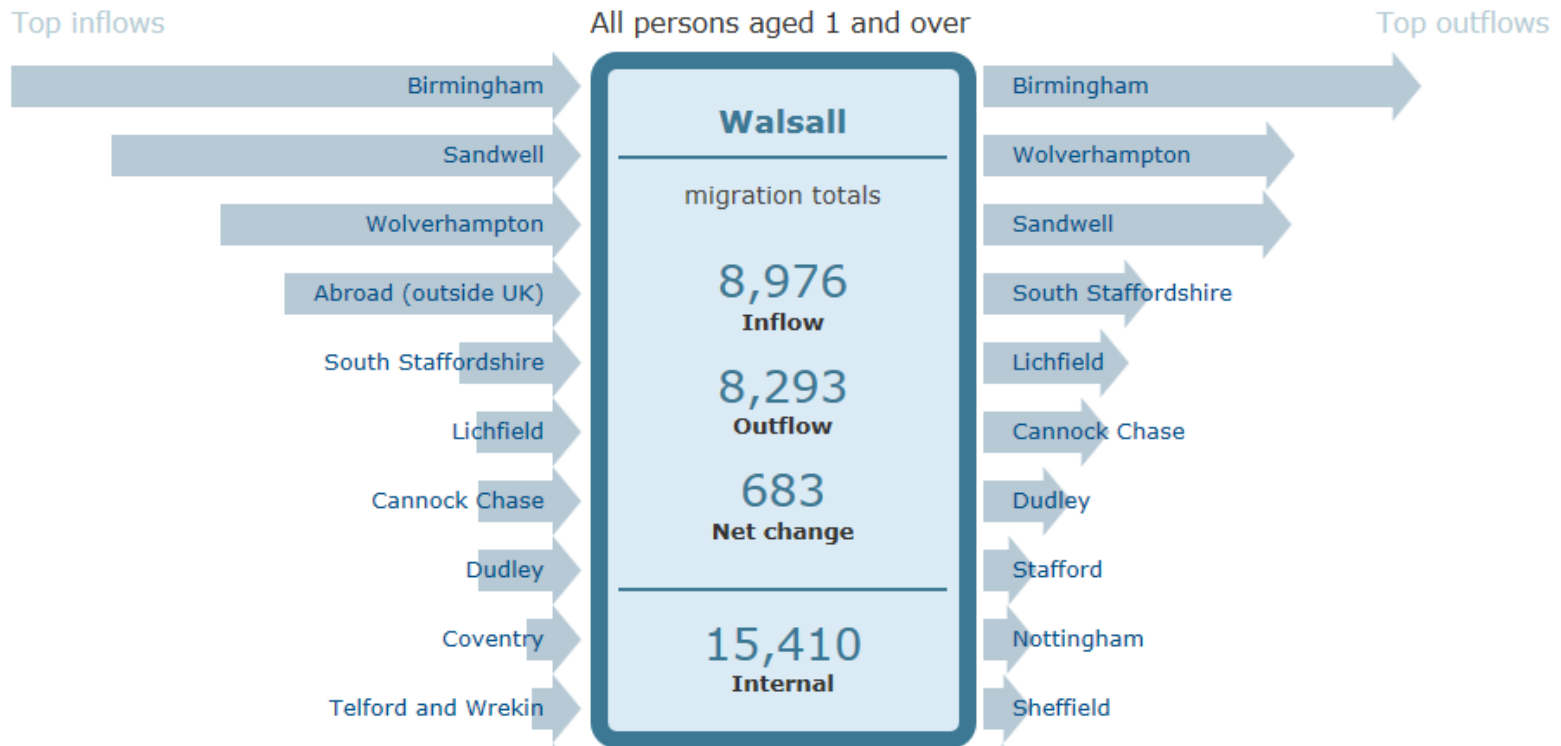 Top inflows
All persons aged 1 and over
Top outflows
Birmingham
Sandwell
Wolverhampton
Abroad (outside UK)
South Staffordshire
Lichfield
Cannock Chase
Dudley
Coventry
Telford and Wrekin
Walsall
migration totals
8,976
Inflow
8,293
Outflow
683
Net change
15,410
Internal
Birmingham
Wolverhampton
Sandwell
South Staffordshire
Lichfield
Cannock Chase
Dudley
Stafford
Nottingham
Sheffield